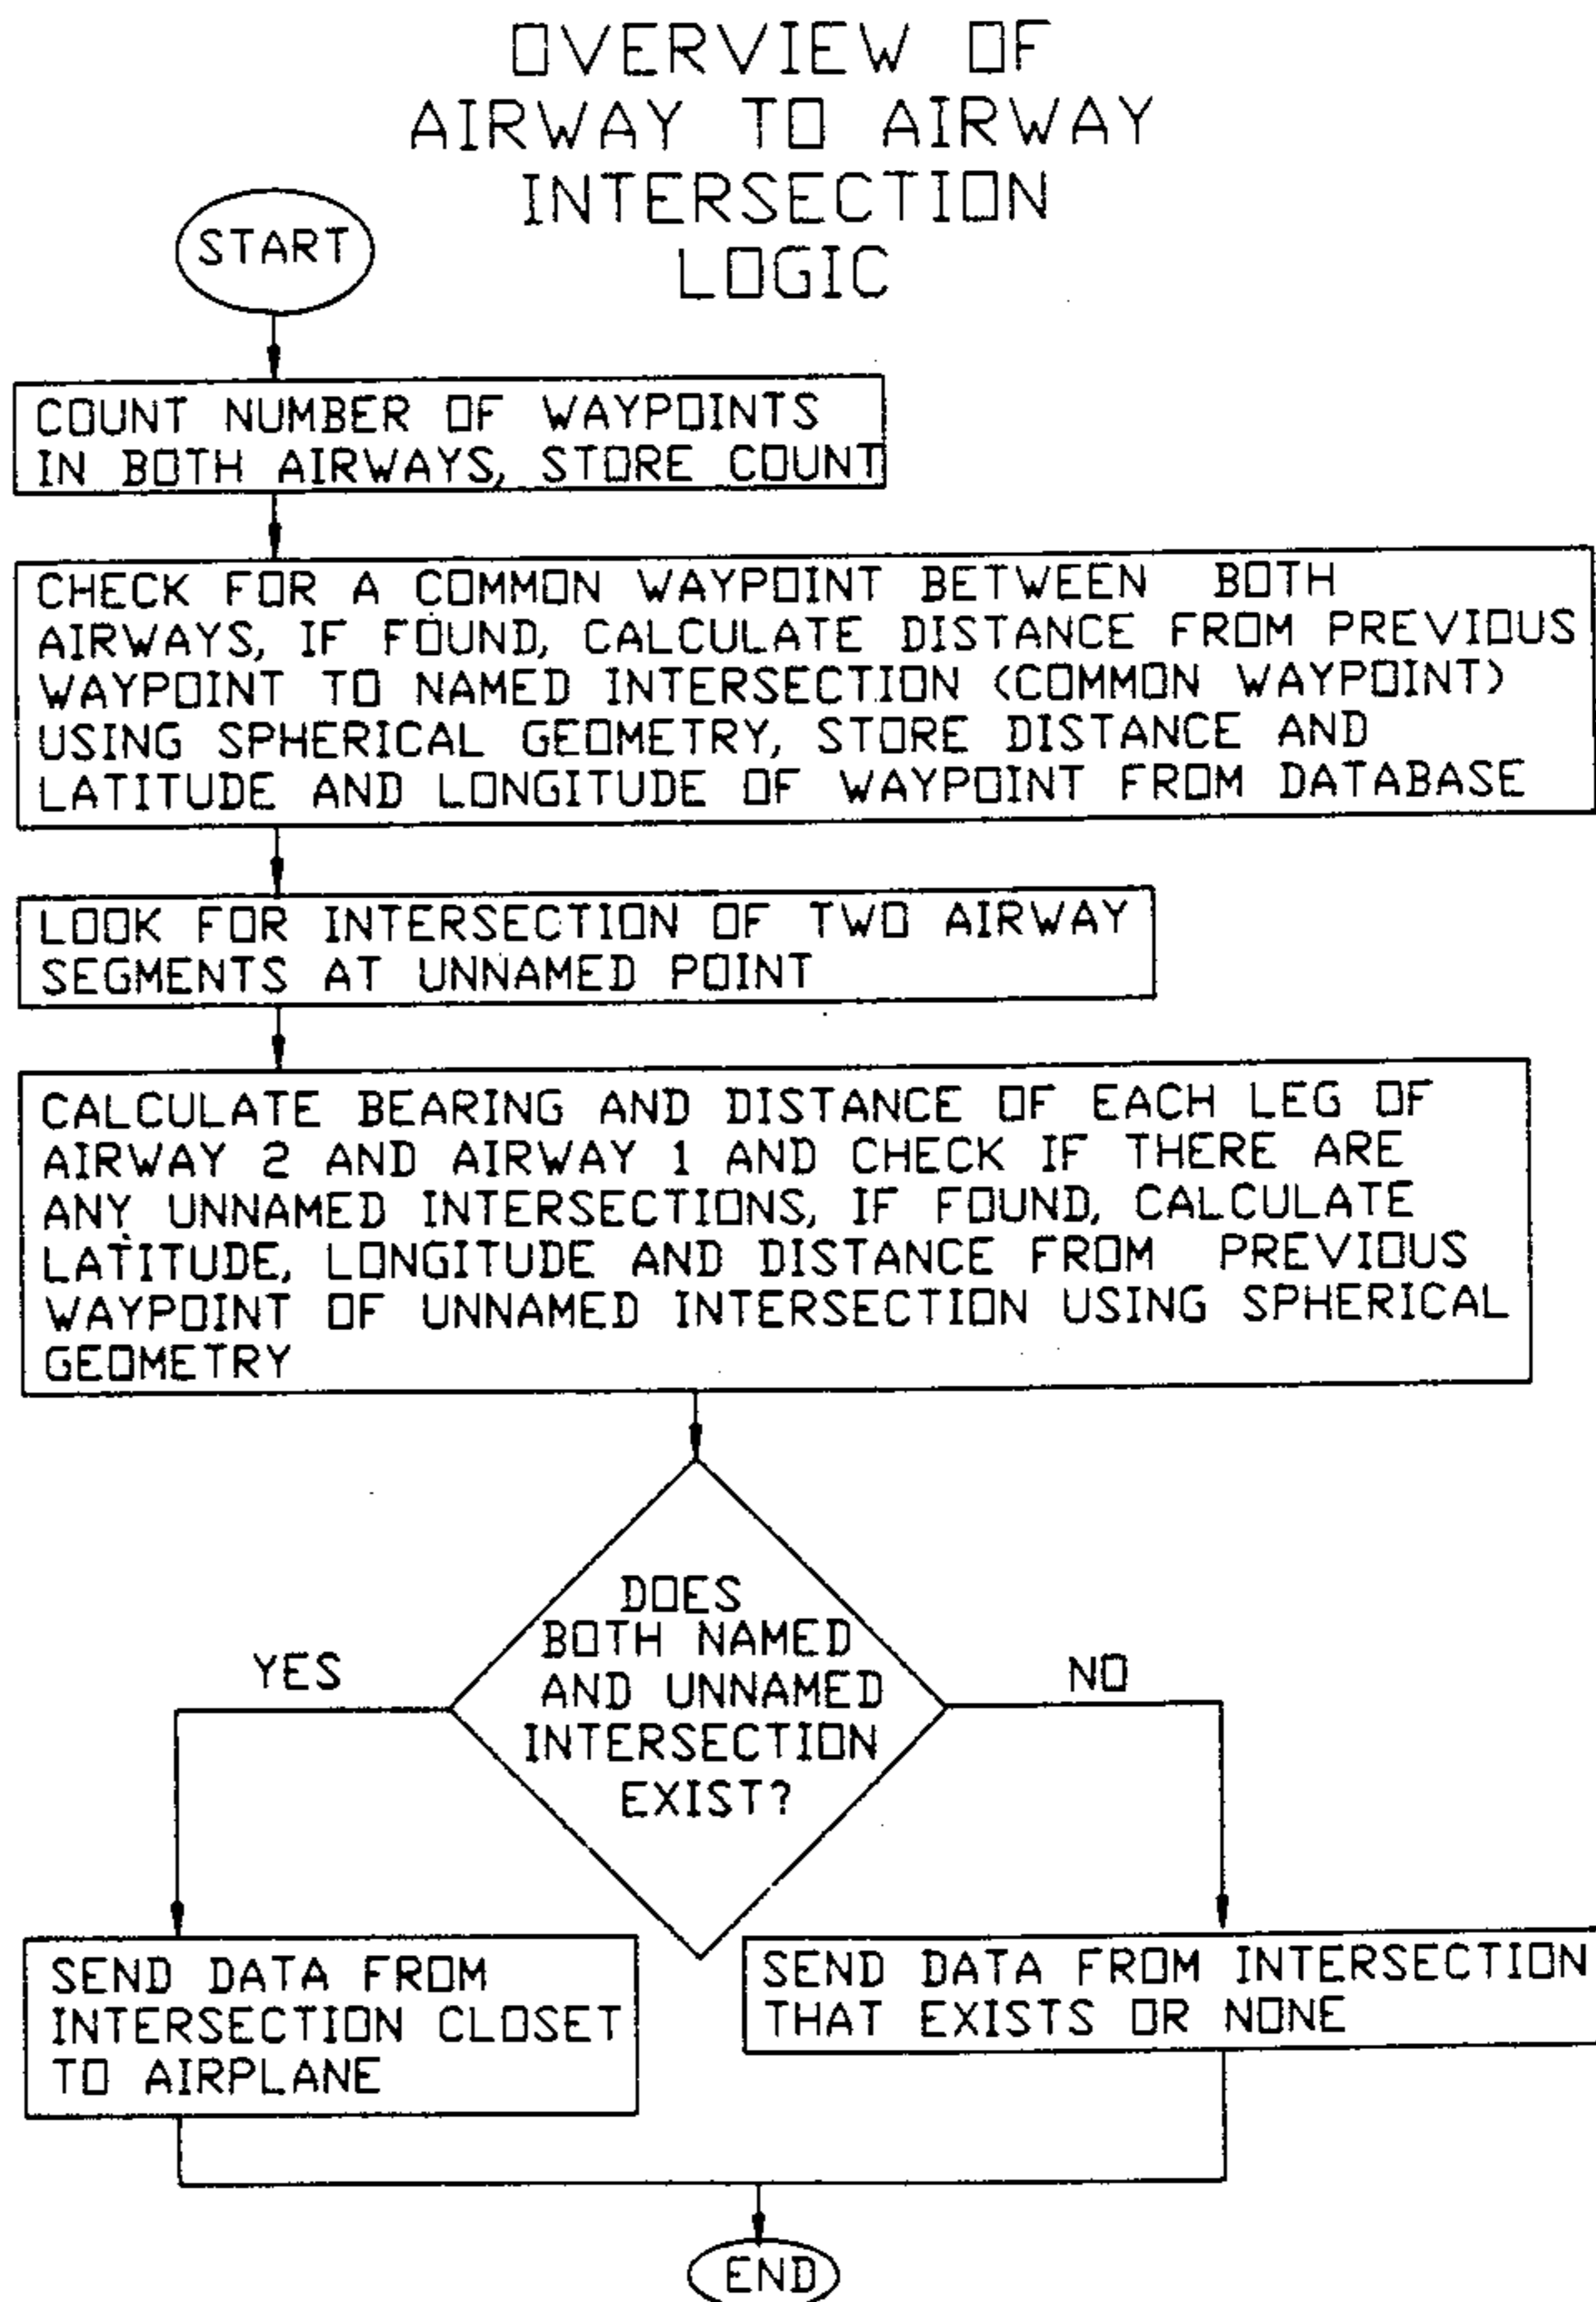 OVERVIEW OF
AIRWAY TO AIRWAY
INTERSECTION
LOGIC
START
COUNT NUMBER OF WAYPOINTS
IN BOTH AIRWAYS, STORE COUNT
CHECK FOR A COMMON WAYPOINT BETWEEN BOTH
AIRWAYS, IF FOUND, CALCULATE DISTANCE FROM PREVIOUS
WAYPOINT TO NAMED INTERSECTION (COMMON WAYPOINT)
USING SPHERICAL GEOMETRY, STORE DISTANCE AND
LATITUDE AND LONGITUDE OF WAYPOINT FROM DATABASE
LOOK FOR INTERSECTION OF TWO AIRWAY
SEGMENTS AT UNNAMED POINT
CALCULATE BEARING AND DISTANCE OF EACH LEG OF
AIRWAY 2 AND AIRWAY 1 AND CHECK IF THERE ARE
ANY UNNAMED INTERSECTIONS, IF FOUND, CALCULATE
LATITUDE, LONGITUDE AND DISTANCE FROM PREVIOUS
WAYPOINT OF UNNAMED INTERSECTION USING SPHERICAL
GEOMETRY
DOES
BOTH NAMED
AND UNNAMED
INTERSECTION
EXIST?
YES
NO
SEND DATA FROM
INTERSECTION CLOSET
TO AIRPLANE
SEND DATA FROM INTERSECTION
THAT EXISTS OR NONE
END